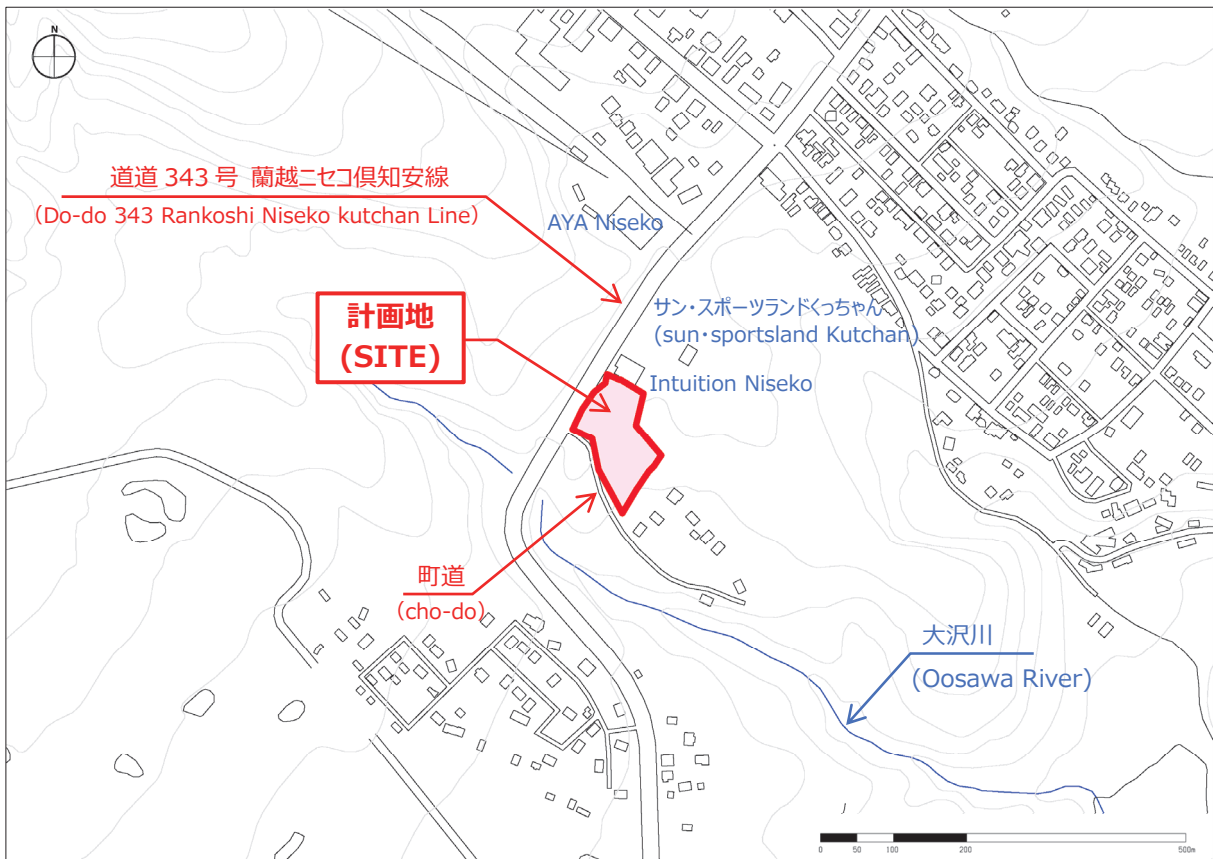 N
道道 343 号 蘭越ニセコ倶知安線
(Do-do 343 Rankoshi Niseko kutchan Line)
AYA Niseko
計画地
(SITE)
サン・スポーツランドくっちゃん
(sun・sportsland Kutchan)
Intuition Niseko
町道
(cho-do)
大沢川
(Oosawa River)
0 50 100 200 500m